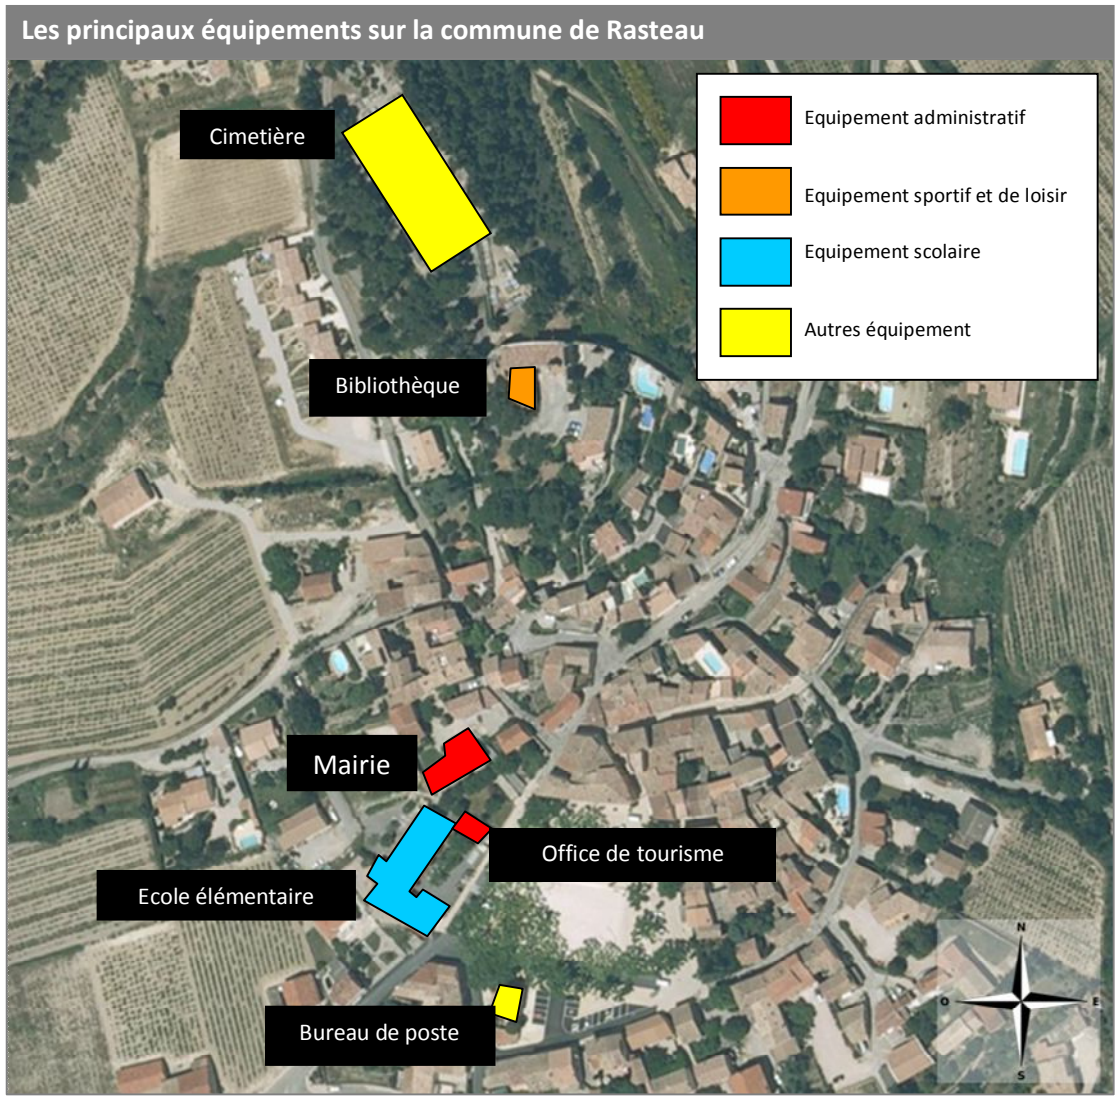 Les principaux équipements sur la commune de Rasteau
Cimetière
Equipement administratif
Equipement sportif et de loisir
Equipement scolaire
Autres équipement
Bibliothèque
Mairie
Office de tourisme
Ecole élémentaire
Bureau de poste
N
O
E
S